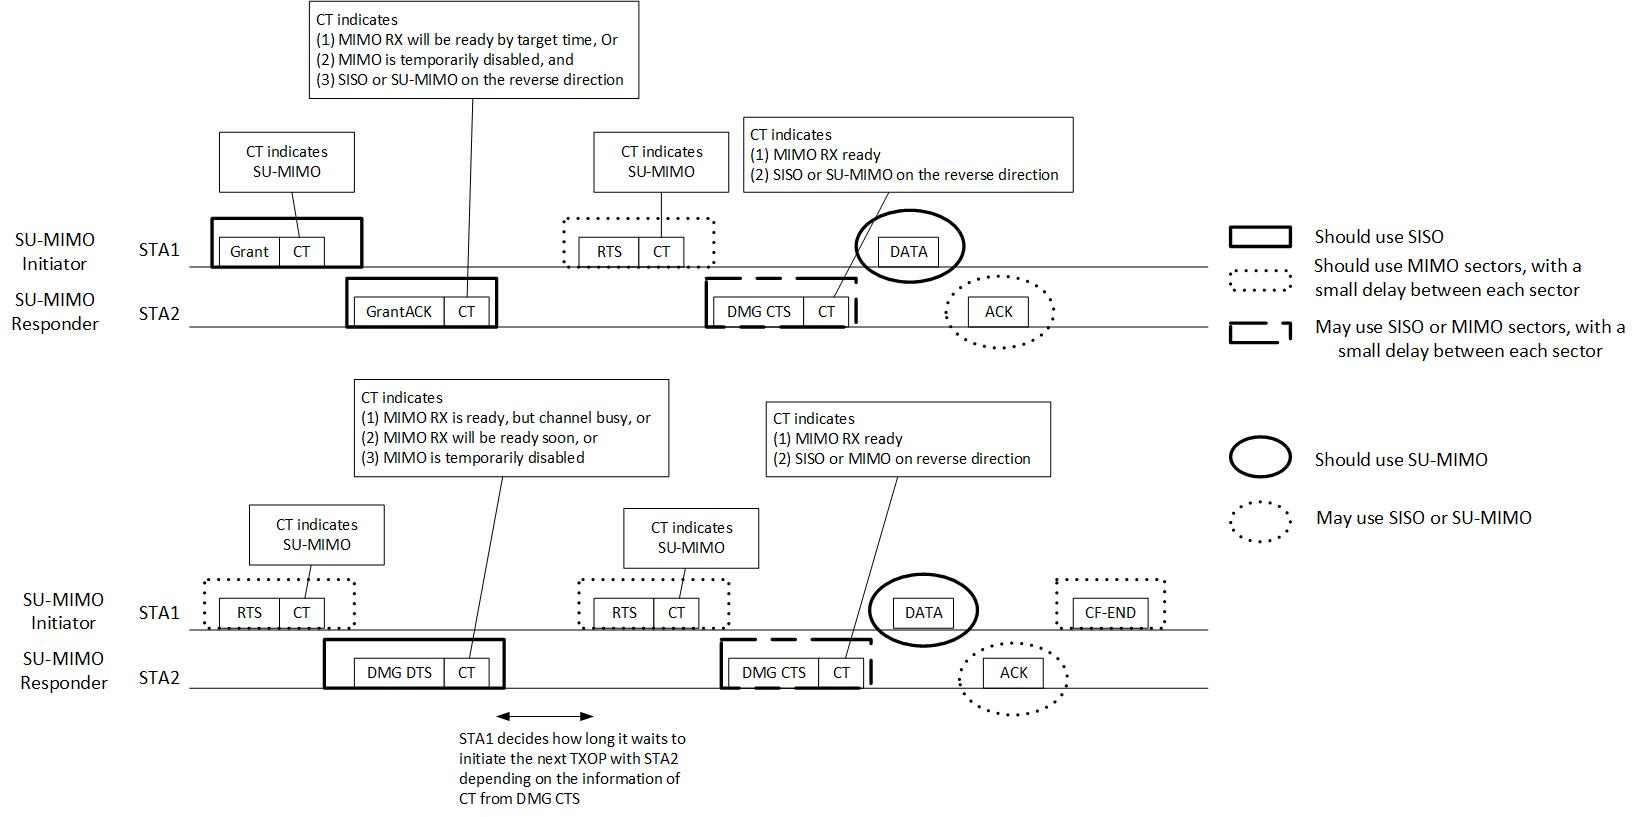 CT indicates
(1) MIMO RX will be ready by target time, Or
(2) MIMO is temporarily disabled, and
(3) SISO or SU-MIMO on the reverse direction
CT indicates
SU-MIMO
CT indicates
SU-MIMO
CT indicates
(1) MIMO RX ready
(2) SISO or SU-MIMO on the reverse direction
SU-MIMO
Initiator
STA1
Grant
CT
RTS
CT
DATA
SU-MIMO
Responder
STA2
GrantACK
CT
DMG CTS
CT
ACK
Should use SISO
Should use MIMO sectors, with a
small delay between each sector
May use SISO or MIMO sectors, with a
small delay between each sector
Should use SU-MIMO
May use SISO or SU-MIMO
CT indicates
(1) MIMO RX is ready, but channel busy, or
(2) MIMO RX will be ready soon, or
(3) MIMO is temporarily disabled
CT indicates
(1) MIMO RX ready
(2) SISO or MIMO on reverse direction
CT indicates
SU-MIMO
CT indicates
SU-MIMO
SU-MIMO
Initiator
STA1
RTS
CT
RTS
CT
DATA
CF-END
SU-MIMO
Responder
STA2
DMG DTS
CT
DMG CTS
CT
ACK
STA1 decides how long it waits to
initiate the next TXOP with STA2
depending on the information of
CT from DMG CTS